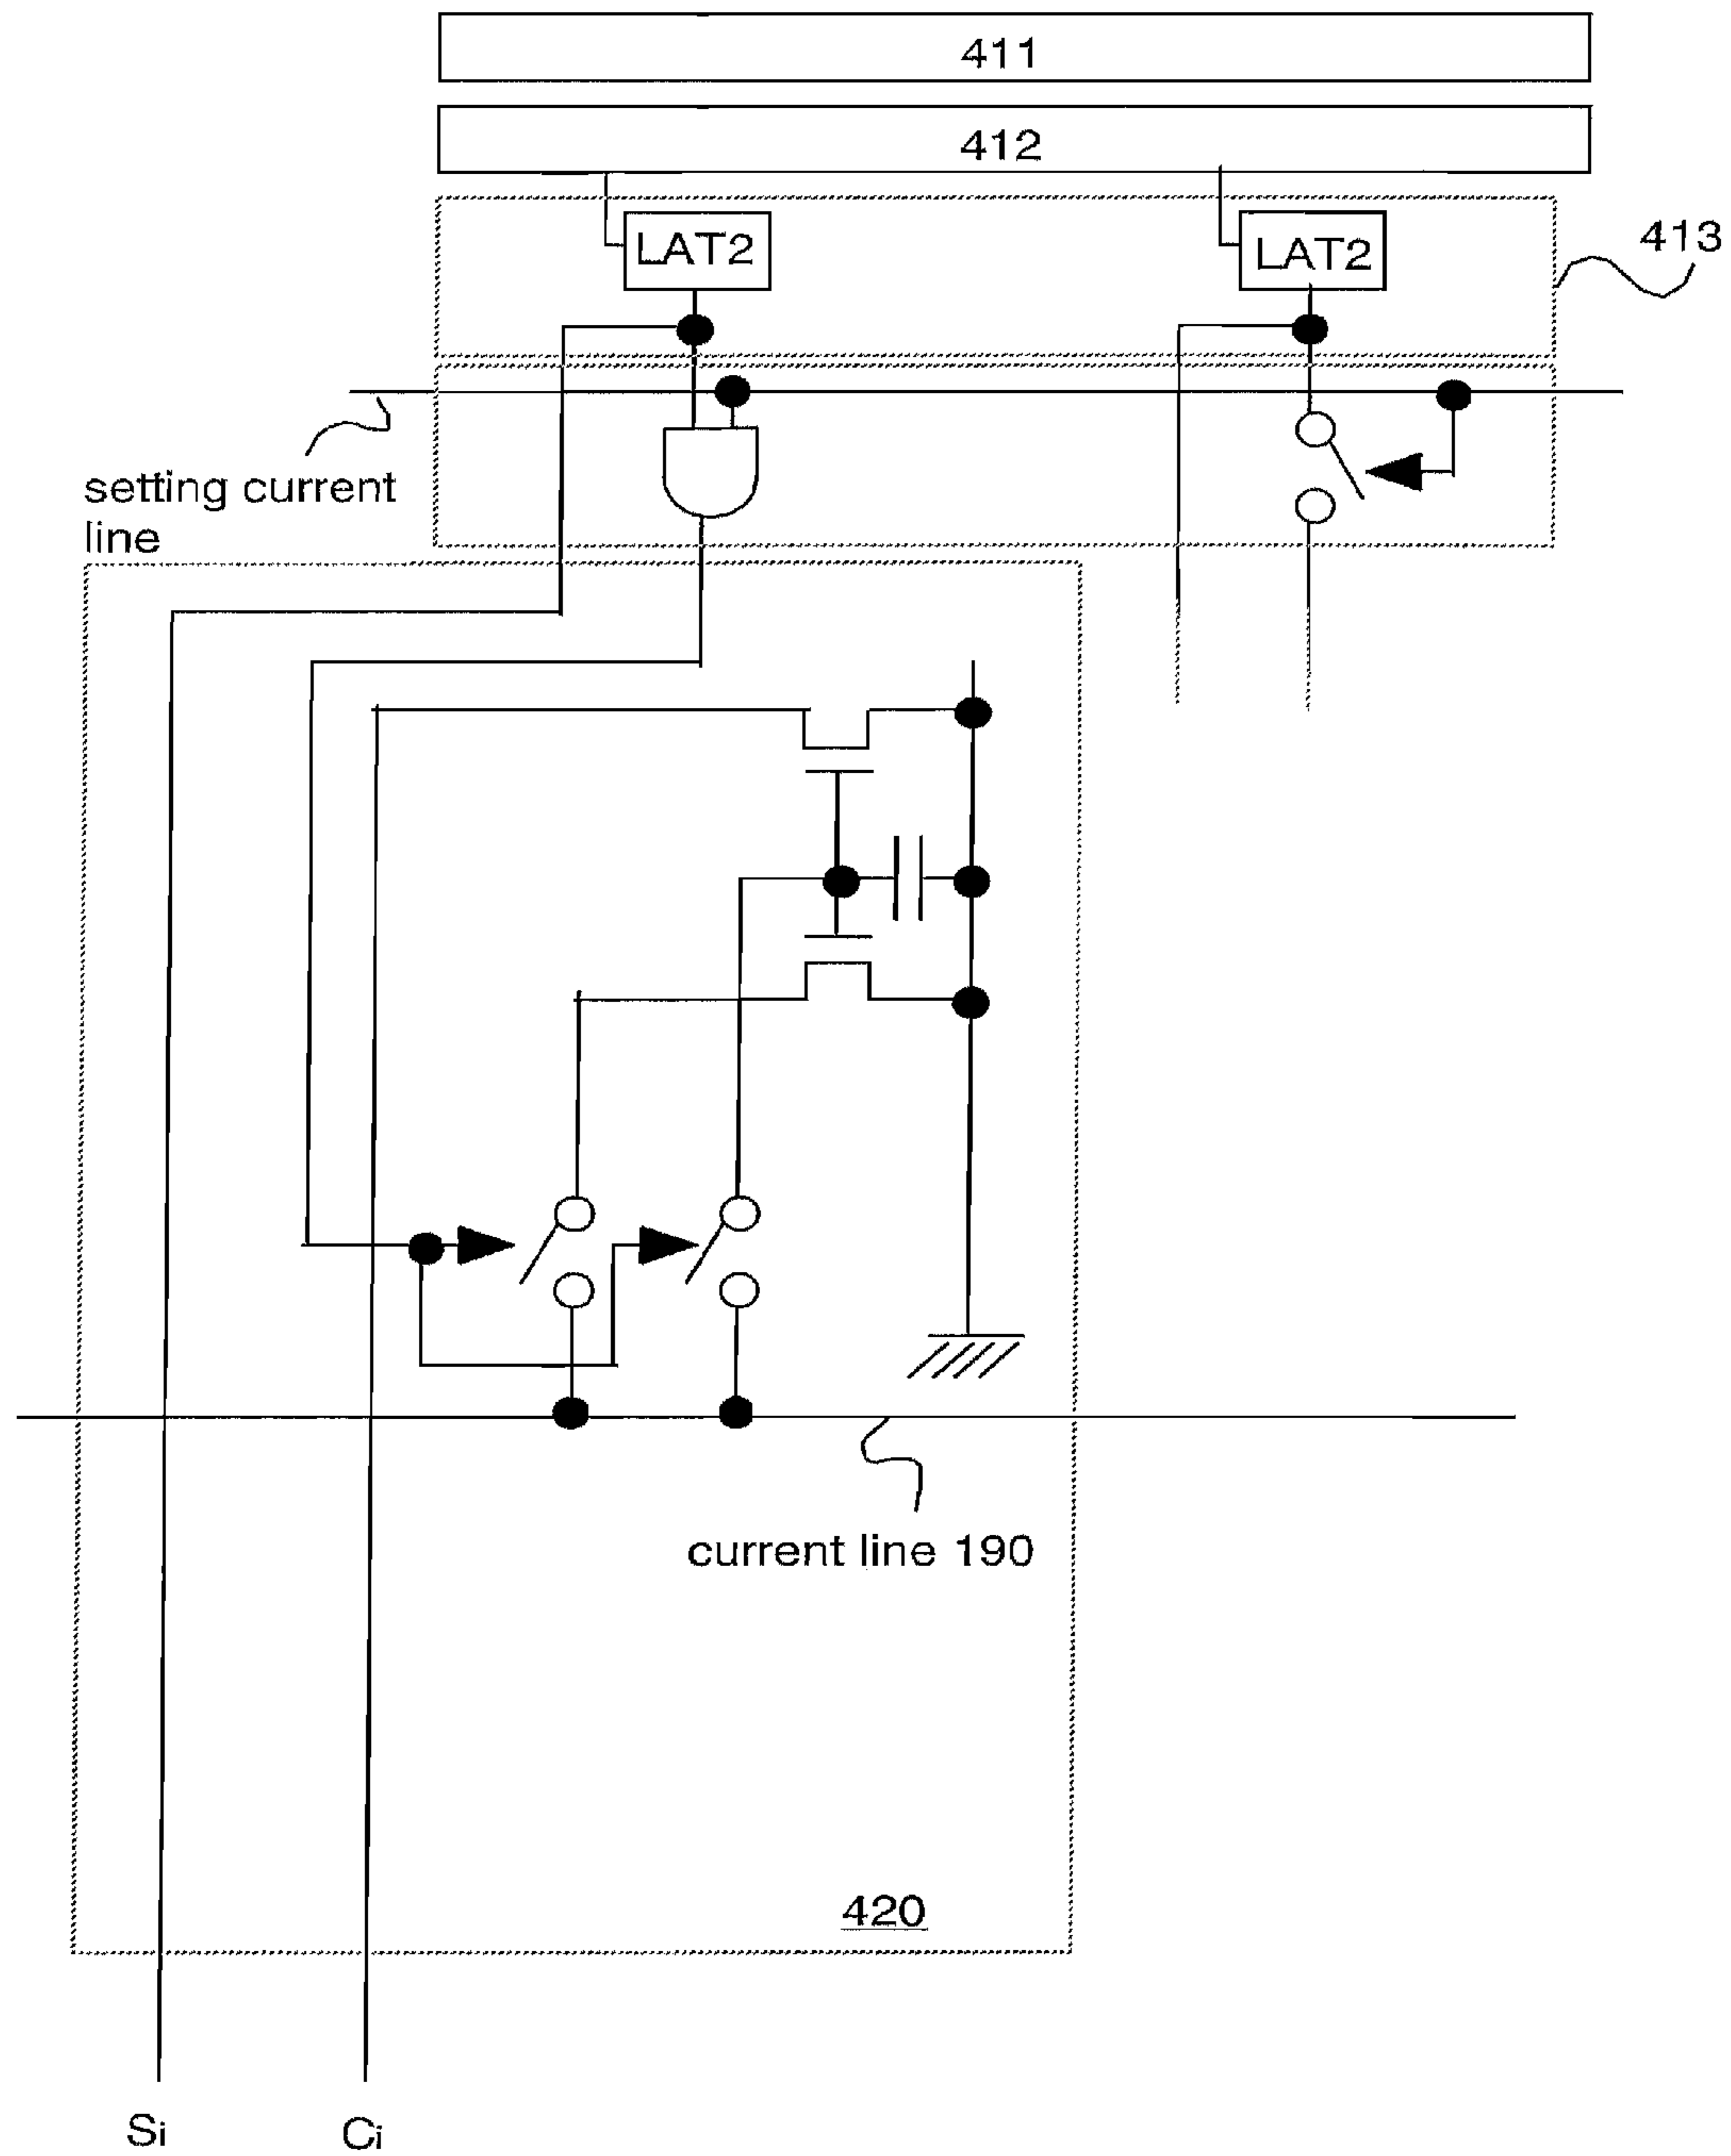 411
412
LAT2
LAT2
413
setting current
line
current line 190
420
Si
Ci